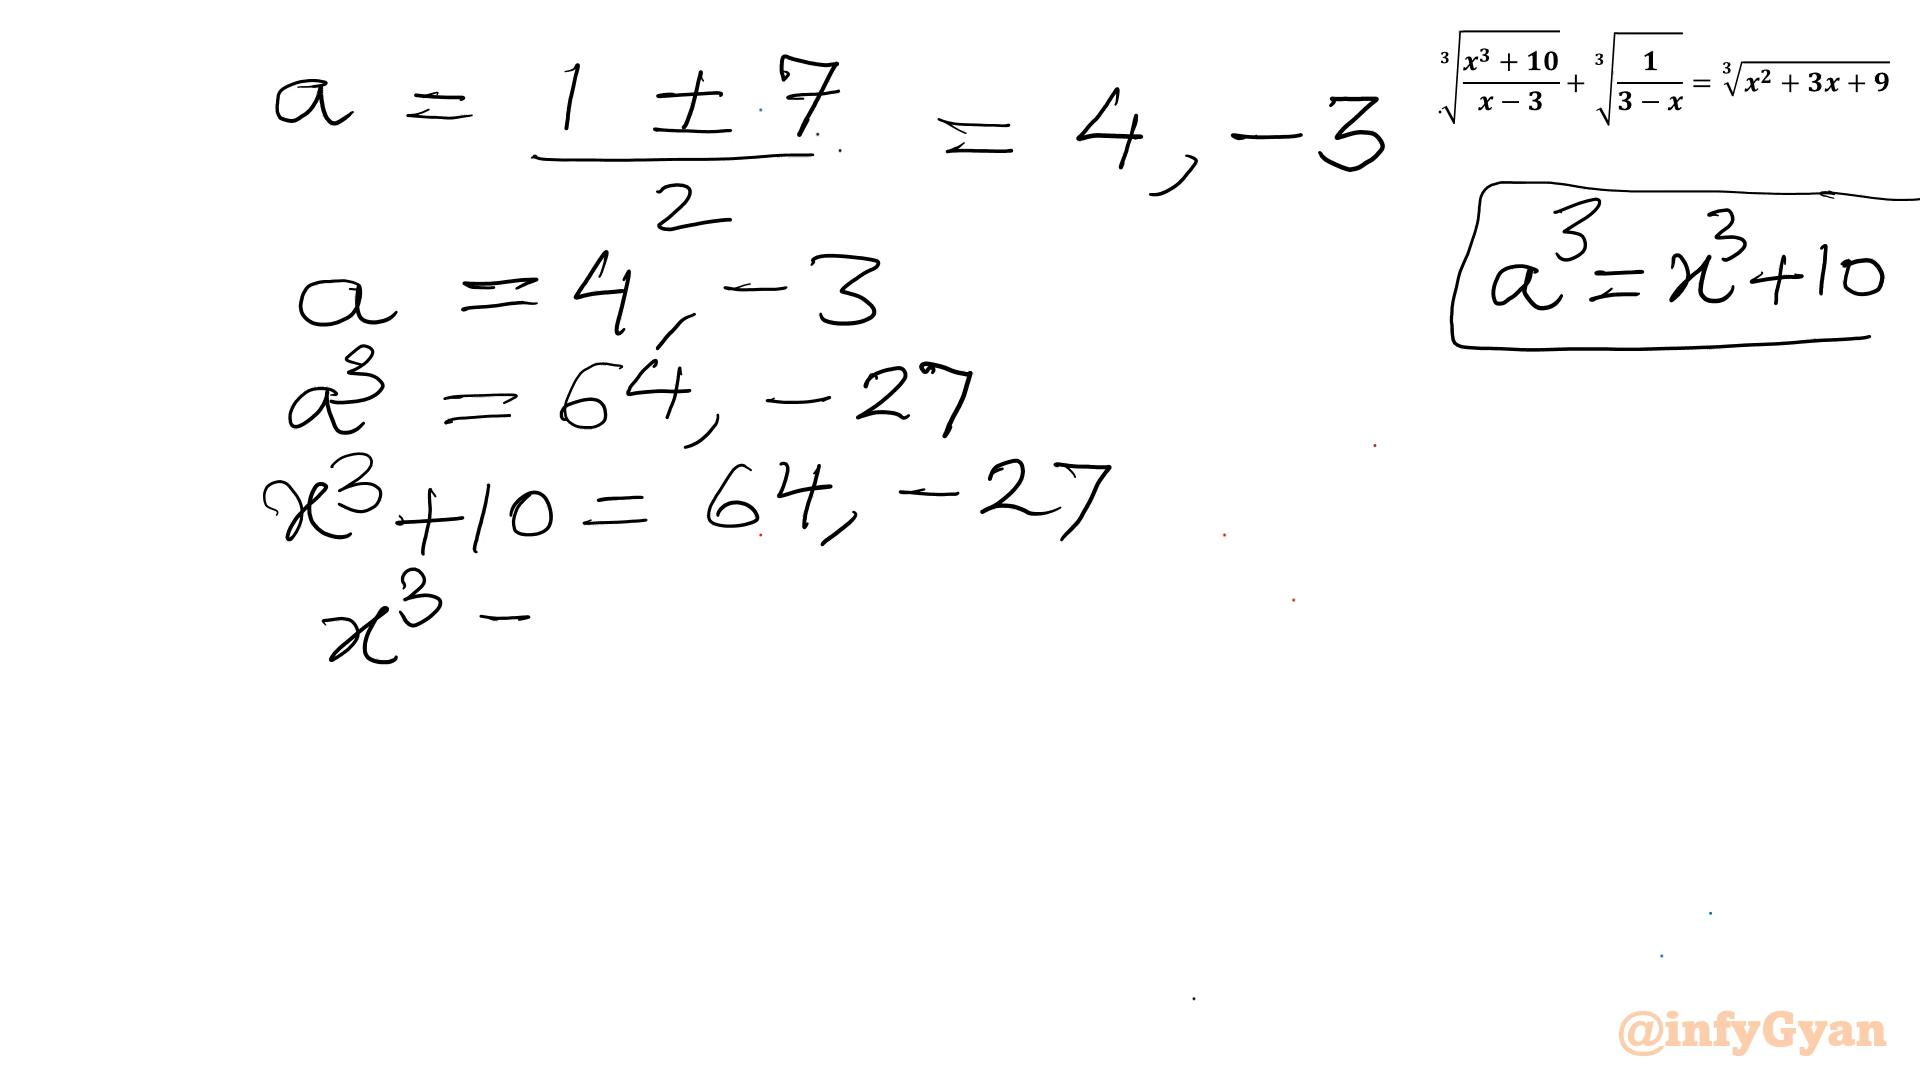 a = (1 ± 7)/2 = 4, -3
∛((x³ + 10)/(x − 3)) + ∛(1/(3 − x)) = ∛(x² + 3x + 9)
a³ = x³ + 10
a = 4, -3
a³ = 64, -27
x³ + 10 = 64, -27
x³ -
@infyGyan